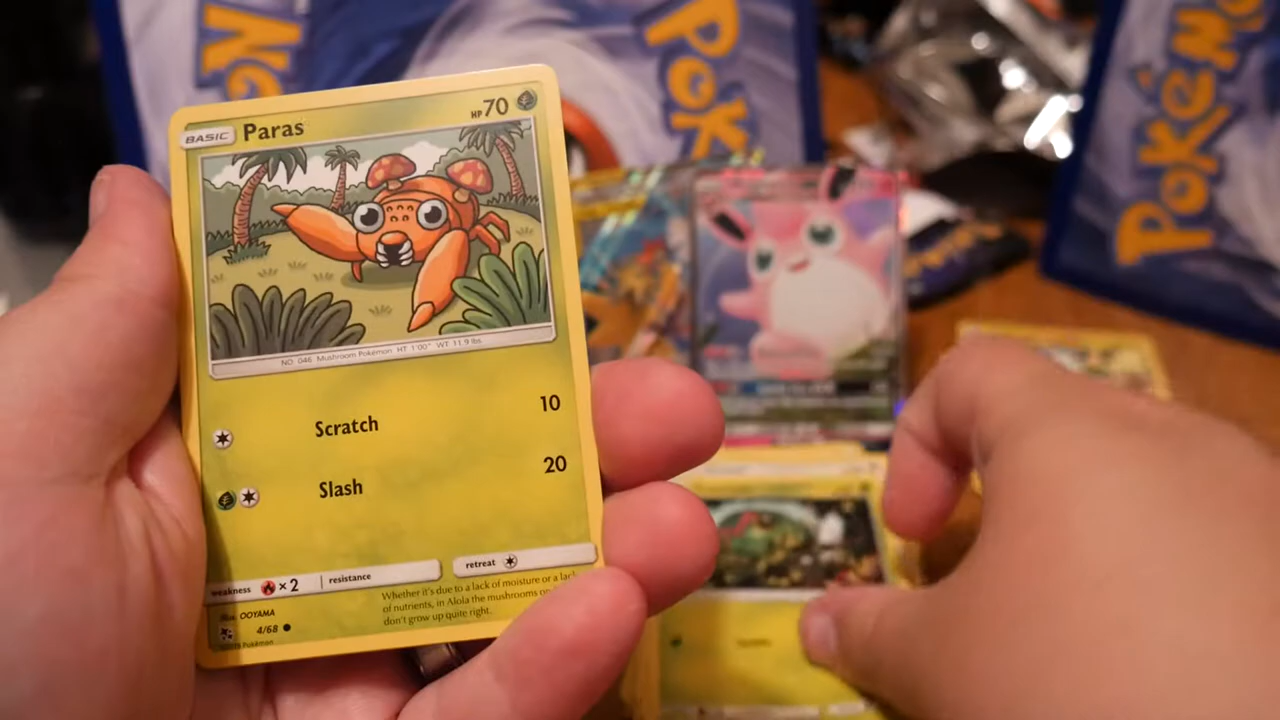 POKéMON
BASIC Paras HP 70
NO. 046 Mushroom Pokémon HT 1'00" WT 11.9 lbs
Scratch 10
Slash 20
weakness ×2 resistance
retreat
Whether it's due to a lack of moisture or a lack
of nutrients, in Alola the mushrooms on
don't grow up quite right.
Illus. OOYAMA
4/68